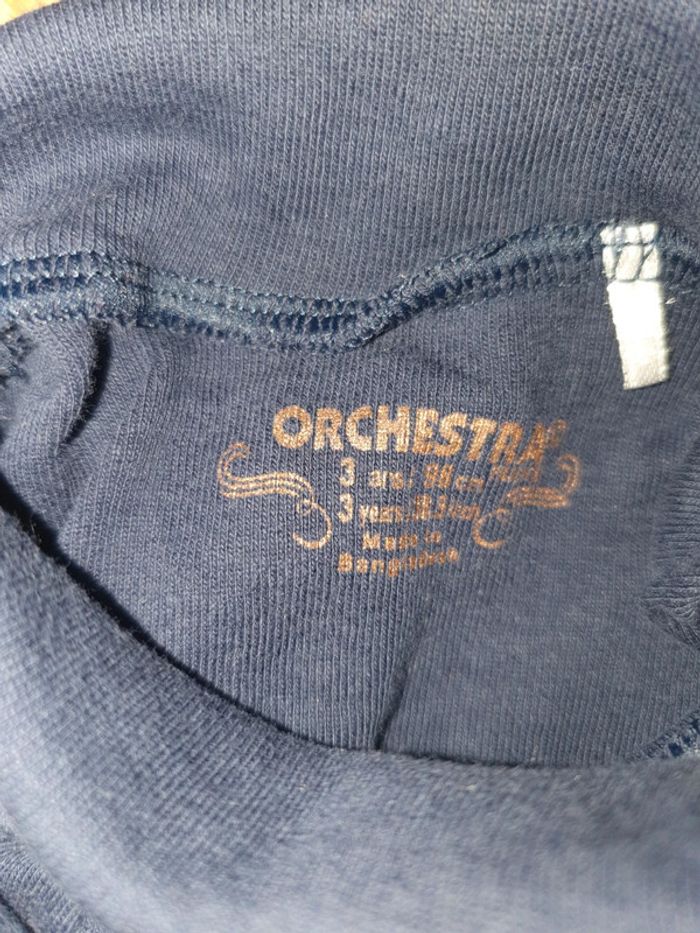 ORCHESTRA®
3 ans
3 years
Made in
Bangladesh